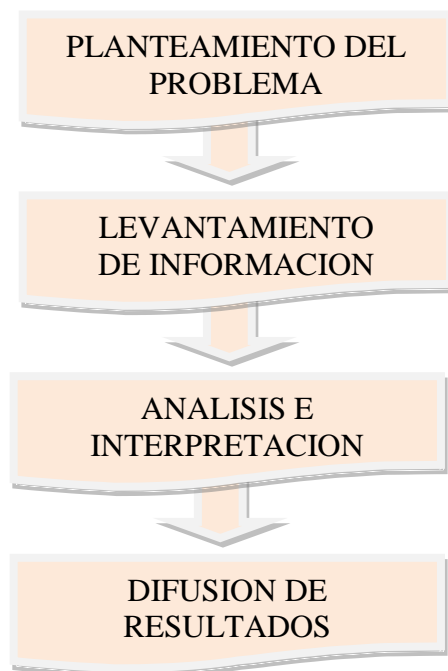 PLANTEAMIENTO DEL
PROBLEMA
LEVANTAMIENTO
DE INFORMACION
ANALISIS E
INTERPRETACION
DIFUSION DE
RESULTADOS